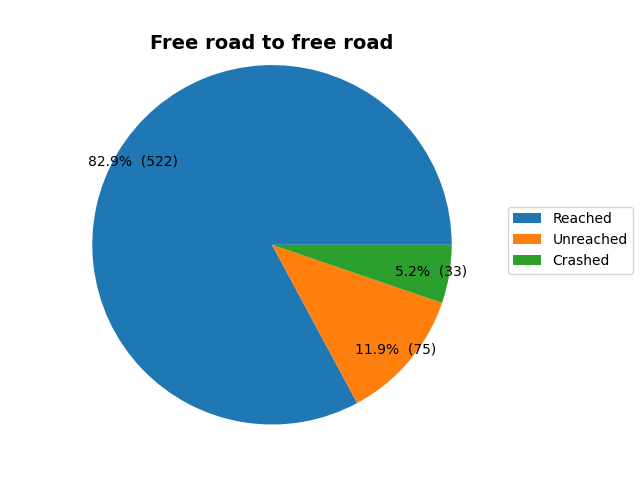 Free road to free road
82.9%  (522)
Reached
Unreached
Crashed
5.2%  (33)
11.9%  (75)